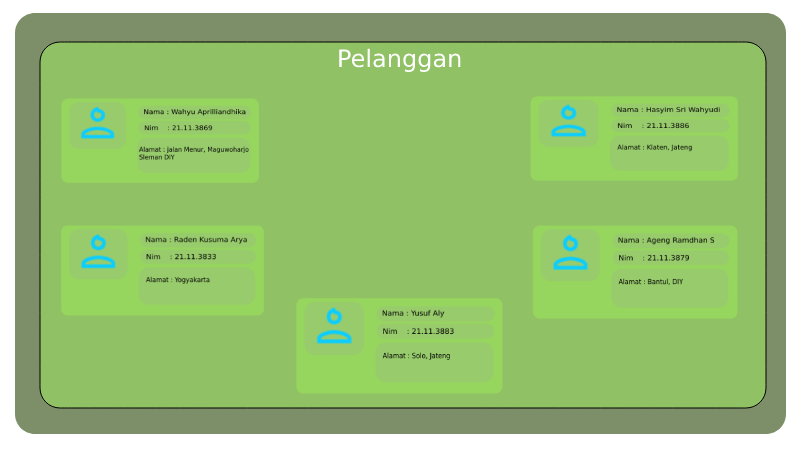 Pelanggan
Nama : Wahyu Aprilliandhika
Nim : 21.11.3869
Alamat : Jalan Menur, Maguwoharjo
Sleman DIY
Nama : Hasyim Sri Wahyudi
Nim : 21.11.3886
Alamat : Klaten, Jateng
Nama : Raden Kusuma Arya
Nim : 21.11.3833
Alamat : Yogyakarta
Nama : Ageng Ramdhan S
Nim : 21.11.3879
Alamat : Bantul, DIY
Nama : Yusuf Aly
Nim : 21.11.3883
Alamat : Solo, Jateng